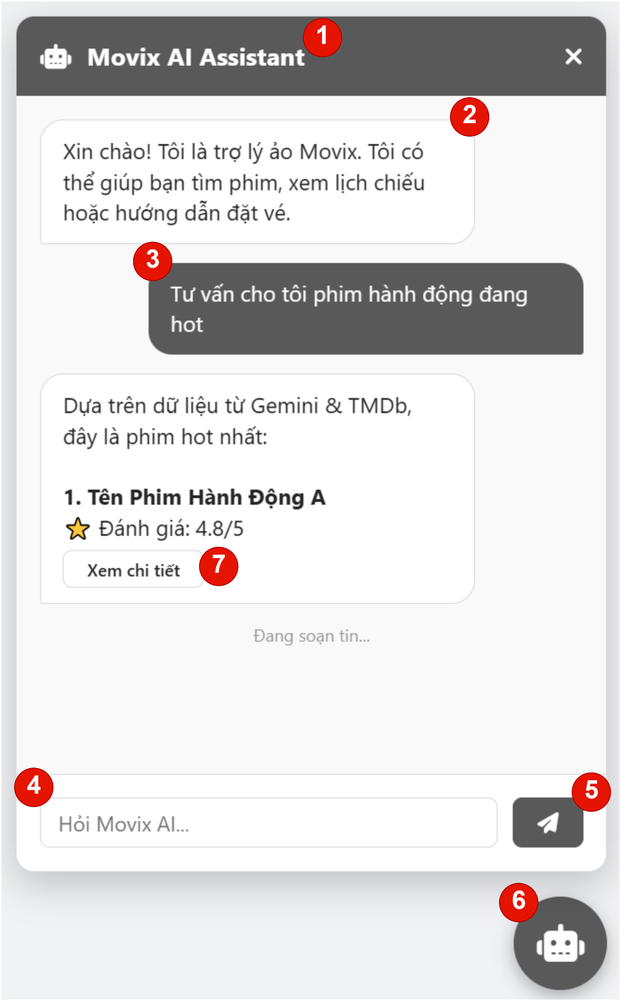 1
Movix AI Assistant
2
Xin chào! Tôi là trợ lý ảo Movix. Tôi có
thể giúp bạn tìm phim, xem lịch chiếu
hoặc hướng dẫn đặt vé.
3
Tư vấn cho tôi phim hành động đang
hot
Dựa trên dữ liệu từ Gemini & TMDb,
đây là phim hot nhất:
1. Tên Phim Hành Động A
Đánh giá: 4.8/5
Xem chi tiết
7
Đang soạn tin...
4
5
Hỏi Movix AI...
6